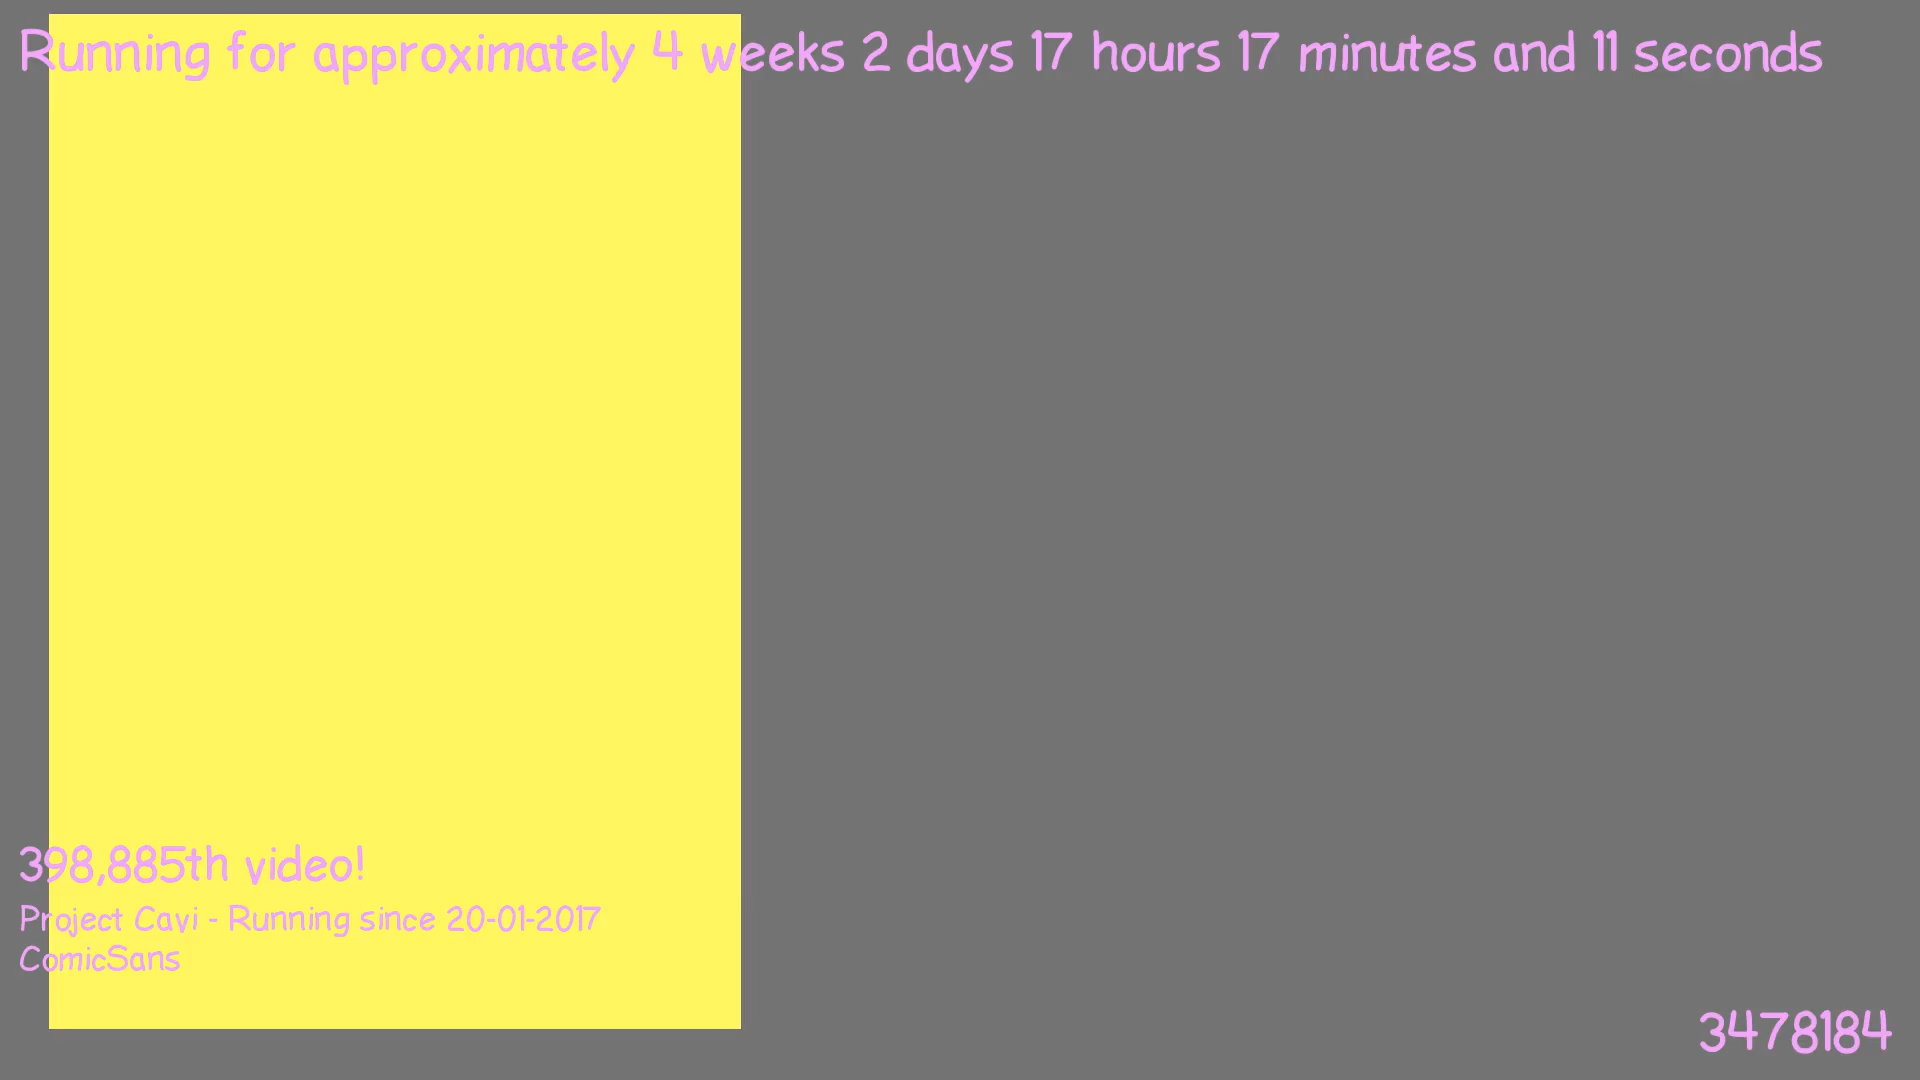 Running for approximately 4 weeks 2 days 17 hours 17 minutes and 11 seconds
398,885th video!
Project Cavi - Running since 20-01-2017
ComicSans
3478184